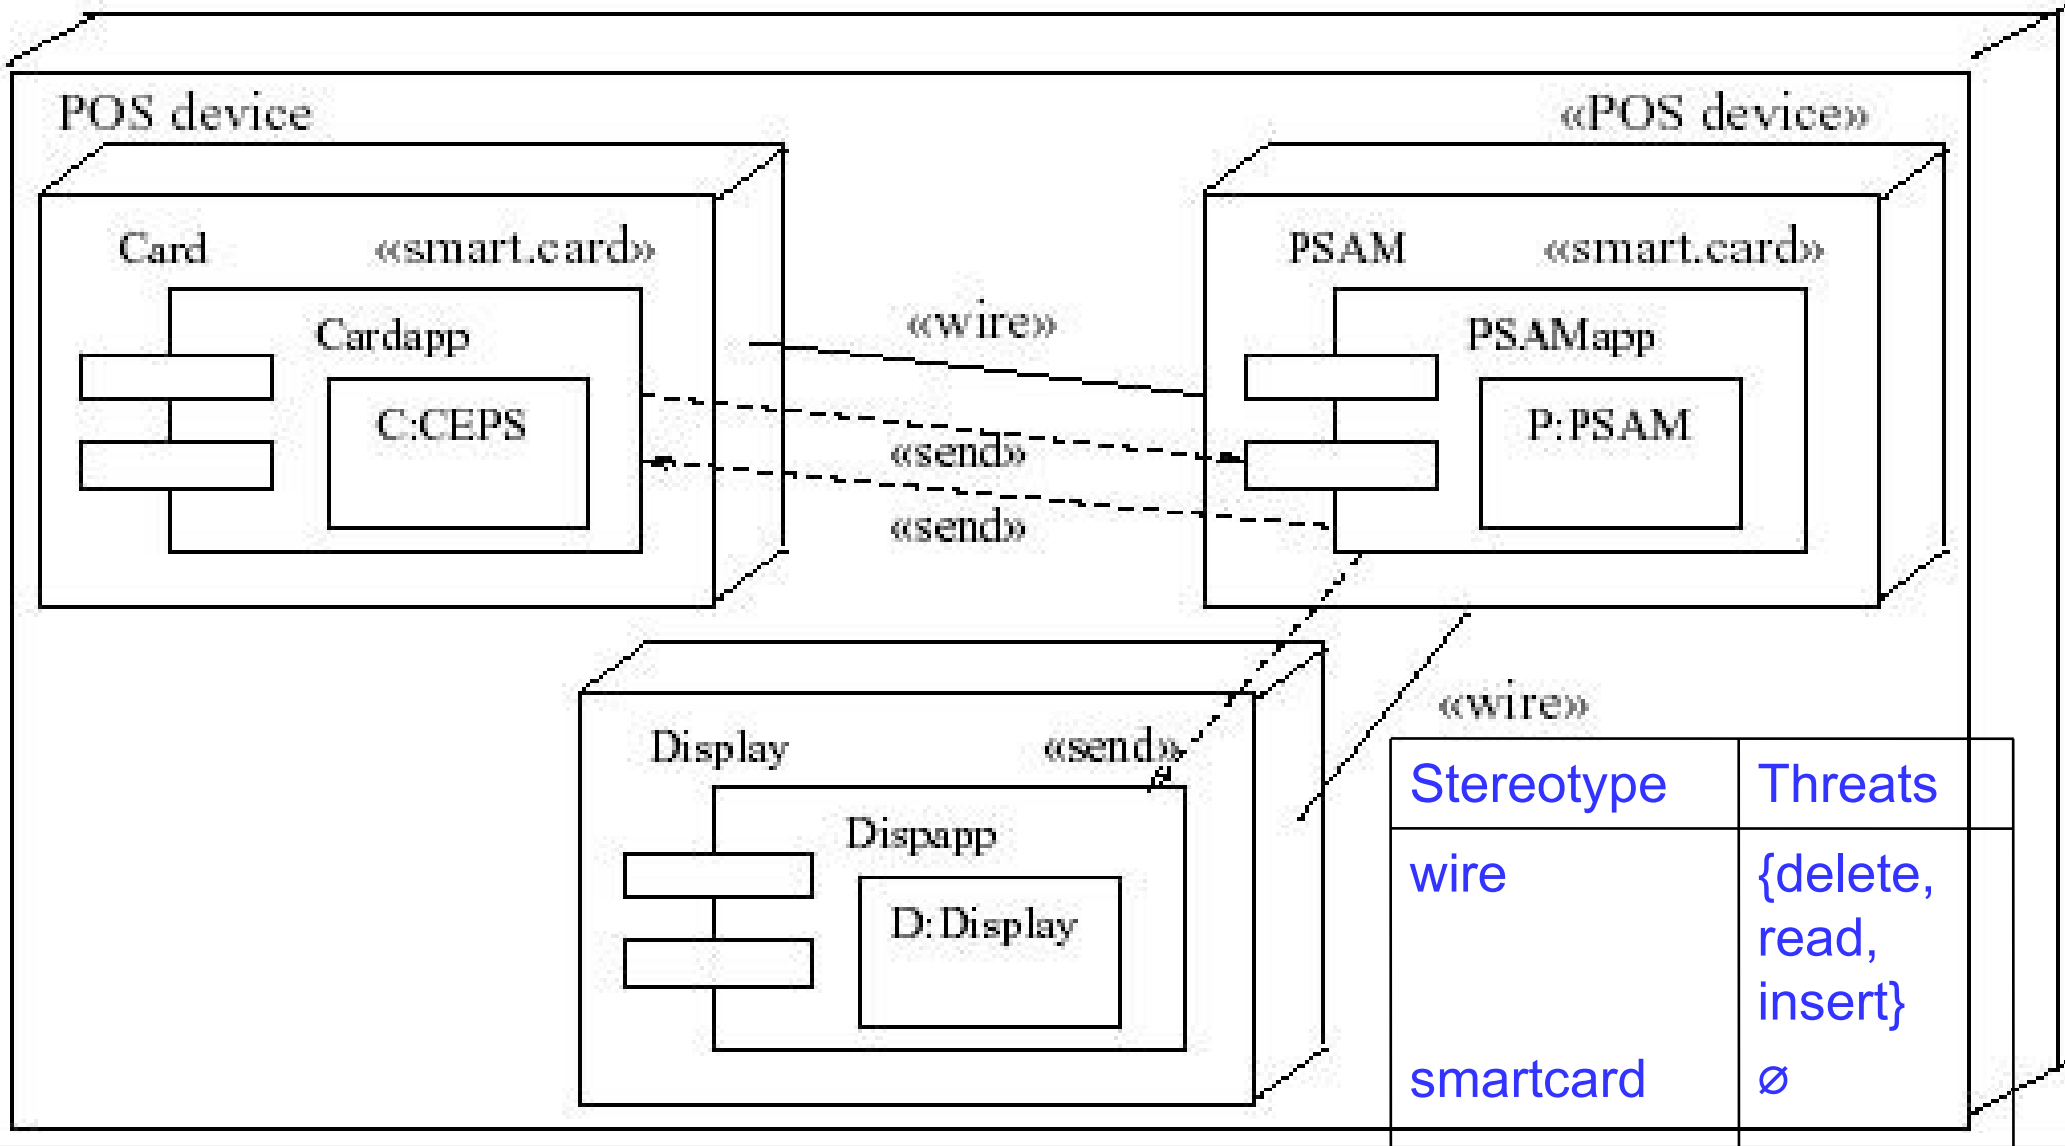 POS device «POS device»
Card «smart.card»
Cardapp
C:CEPS
«wire»
«send»
«send»
PSAM «smart.card»
PSAMapp
P:PSAM
Display «send»
Dispapp
D:Display
«wire»
Stereotype Threats
wire {delete,
read,
insert}
smartcard ∅